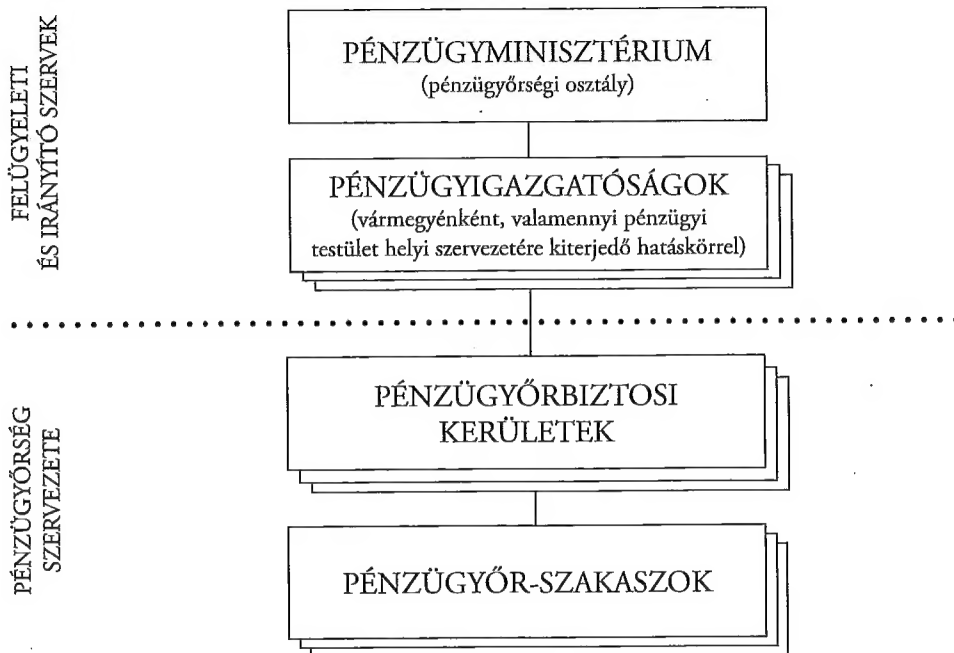 FELÜGYELETI
ÉS IRÁNYÍTÓ SZERVEK
PÉNZÜGYMINISZTÉRIUM
(pénzügyőrségi osztály)
PÉNZÜGYIGAZGATÓSÁGOK
(vármegyénként, valamennyi pénzügyi
testület helyi szervezetére kiterjedő hatáskörrel)
PÉNZÜGYŐRSÉG
SZERVEZETE
PÉNZÜGYŐRBIZTOSI
KERÜLETEK
PÉNZÜGYŐR-SZAKASZOK